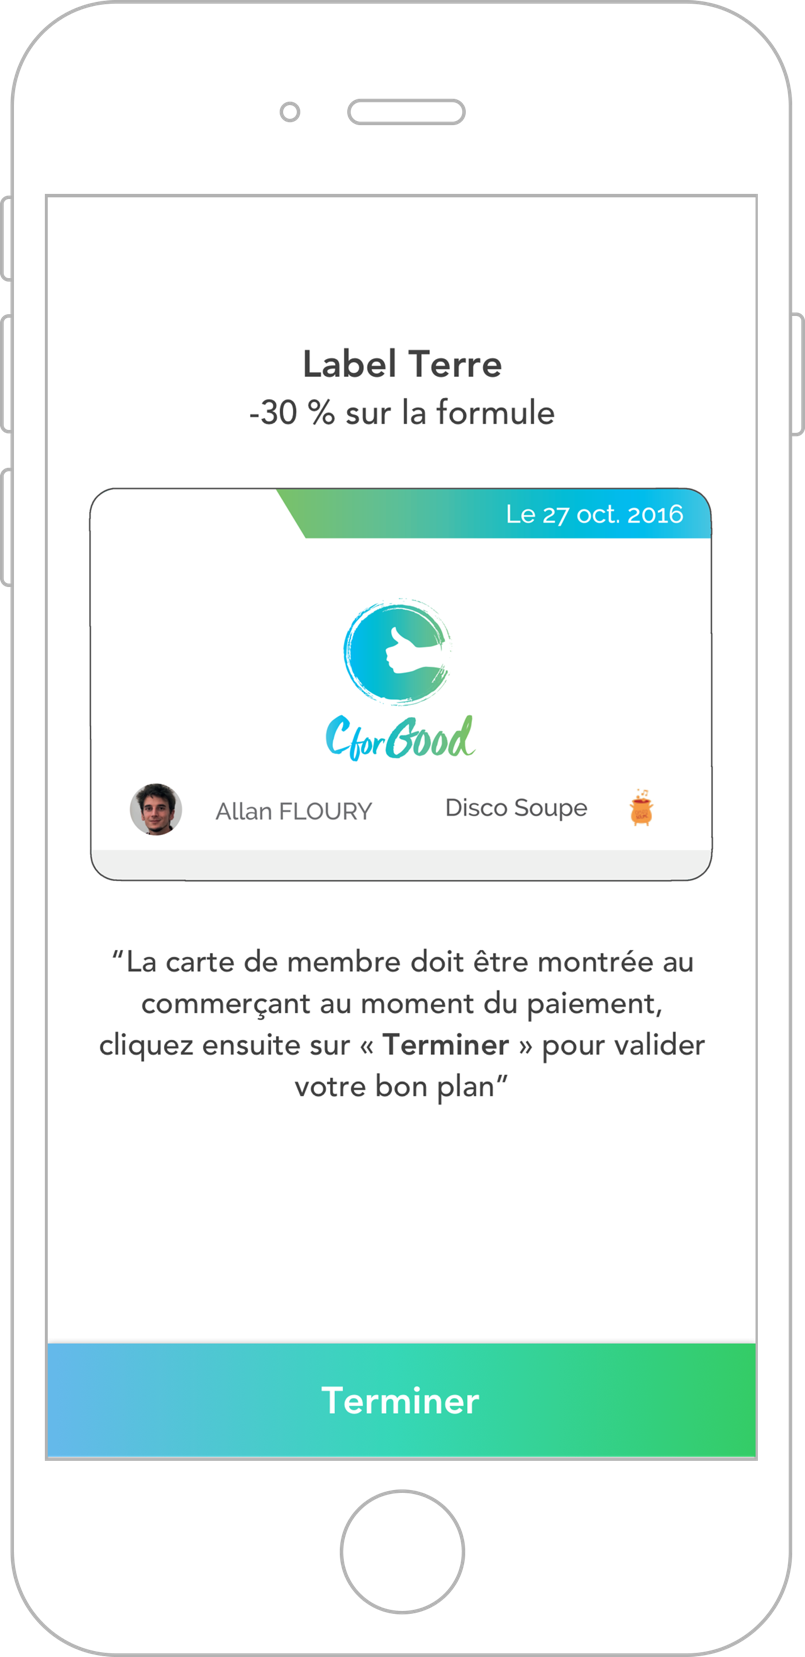 Label Terre
-30 % sur la formule
Le 27 oct. 2016
CforGood
Allan FLOURY
Disco Soupe
“La carte de membre doit être montrée au
commerçant au moment du paiement,
cliquez ensuite sur « Terminer » pour valider
votre bon plan”
Terminer